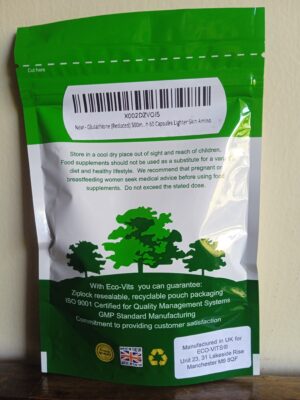 Cut here
X002DZVOI5
New - Glutathione (Reduced) 500m... h 60 Capsules Lighter Skin Amino
Store in a cool dry place out of sight and reach of children.
Food supplements should not be used as a substitute for a varied
diet and healthy lifestyle. We recommend that pregnant or
breastfeeding women seek medical advice before using food
supplements. Do not exceed the stated dose.
With Eco-Vits you can guarantee:
Ziplock resealable, recyclable pouch packaging
ISO 9001 Certified for Quality Management Systems
GMP Standard Manufacturing
Commitment to providing customer satisfaction
Manufactured in UK for
ECO-VITS®
Unit 23, 31 Lakeside Rise
Manchester M9 8QF